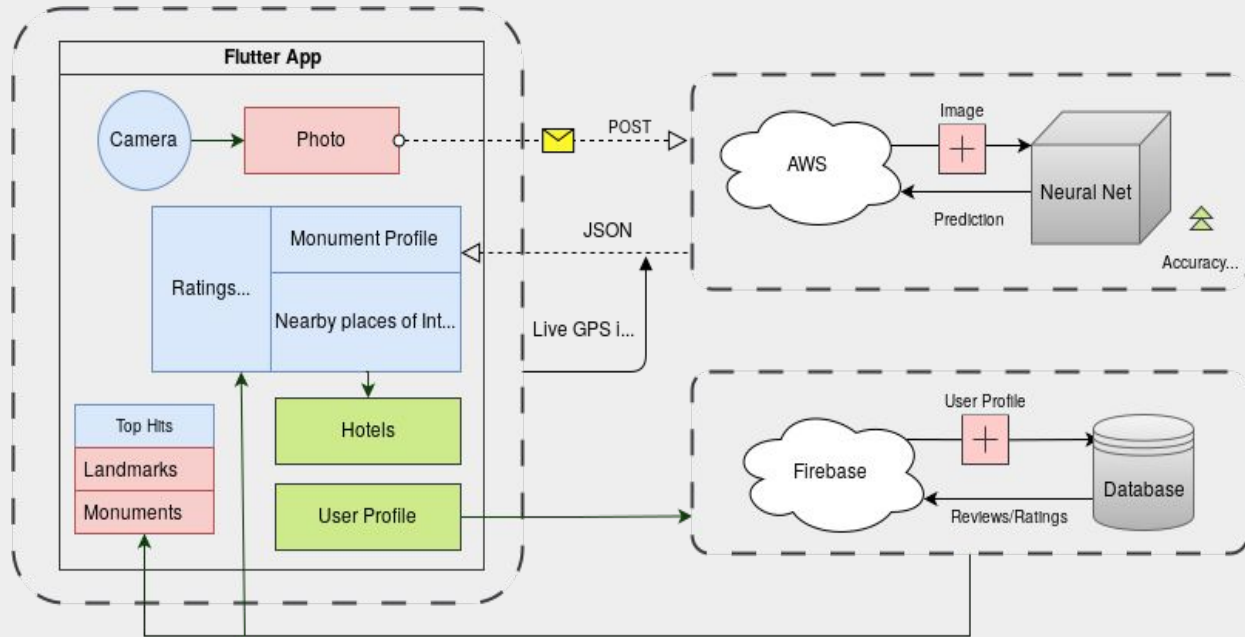 Flutter App
Camera
Photo
POST
AWS
Image
Neural Net
Prediction
Accuracy...
JSON
Monument Profile
Ratings...
Nearby places of Int...
Live GPS i...
Hotels
Top Hits
Landmarks
Monuments
User Profile
User Profile
Firebase
Database
Reviews/Ratings